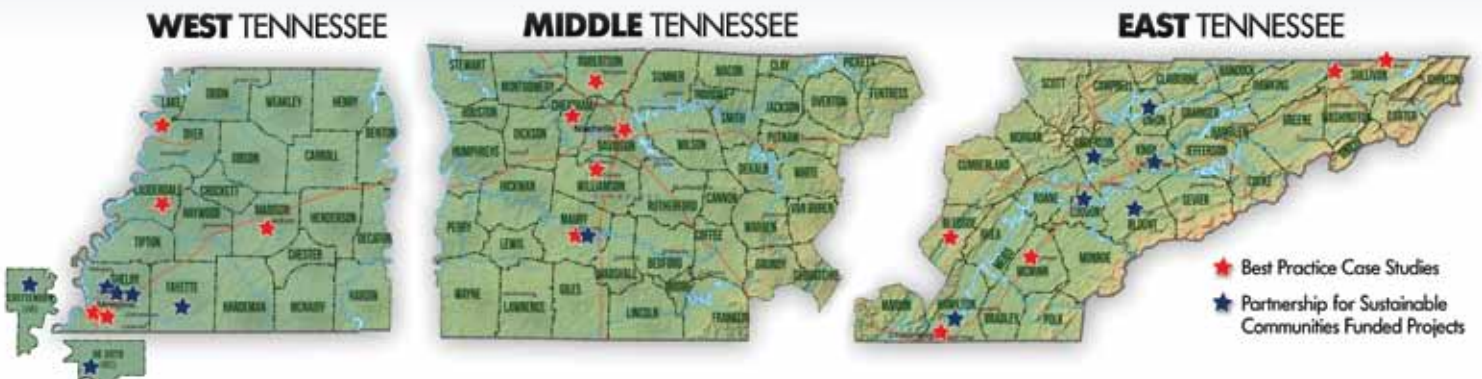 WEST TENNESSEE
LAKE
OBION
WEAKLEY
HENRY
DYER
BENTON
GIBSON
CARROLL
LAUDERDALE
CROCKETT
HAYWOOD
MADISON
HENDERSON
DECATUR
TIPTON
CHESTER
SHELBY
FAYETTE
HARDEMAN
MCNAIRY
HARDIN
CRITTENDEN
MIDDLE TENNESSEE
STEWART
MONTGOMERY
ROBERTSON
SUMNER
MACON
CLAY
PICKETT
HOUSTON
CHEATHAM
TROUSDALE
JACKSON
OVERTON
FENTRESS
DICKSON
Nashville
DAVIDSON
SMITH
PUTNAM
HUMPHREYS
WILSON
DEKALB
WHITE
HICKMAN
WILLIAMSON
RUTHERFORD
CANNON
VAN BUREN
PERRY
LEWIS
MAURY
COFFEE
WARREN
BEDFORD
GRUNDY
MARSHALL
WAYNE
LAWRENCE
GILES
LINCOLN
FRANKLIN
EAST TENNESSEE
SCOTT
CAMPBELL
CLAIBORNE
HANCOCK
HAWKINS
SULLIVAN
JOHNSON
UNION
GRAINGER
GREENE
WASHINGTON
CARTER
MORGAN
ANDERSON
HAMBLEN
KNOX
JEFFERSON
CUMBERLAND
COCKE
ROANE
LOUDON
SEVIER
BLOUNT
BLEDSOE
RHEA
MEIGS
MCMINN
MONROE
MARION
HAMILTON
BRADLEY
POLK
Best Practice Case Studies
Partnership for Sustainable
Communities Funded Projects